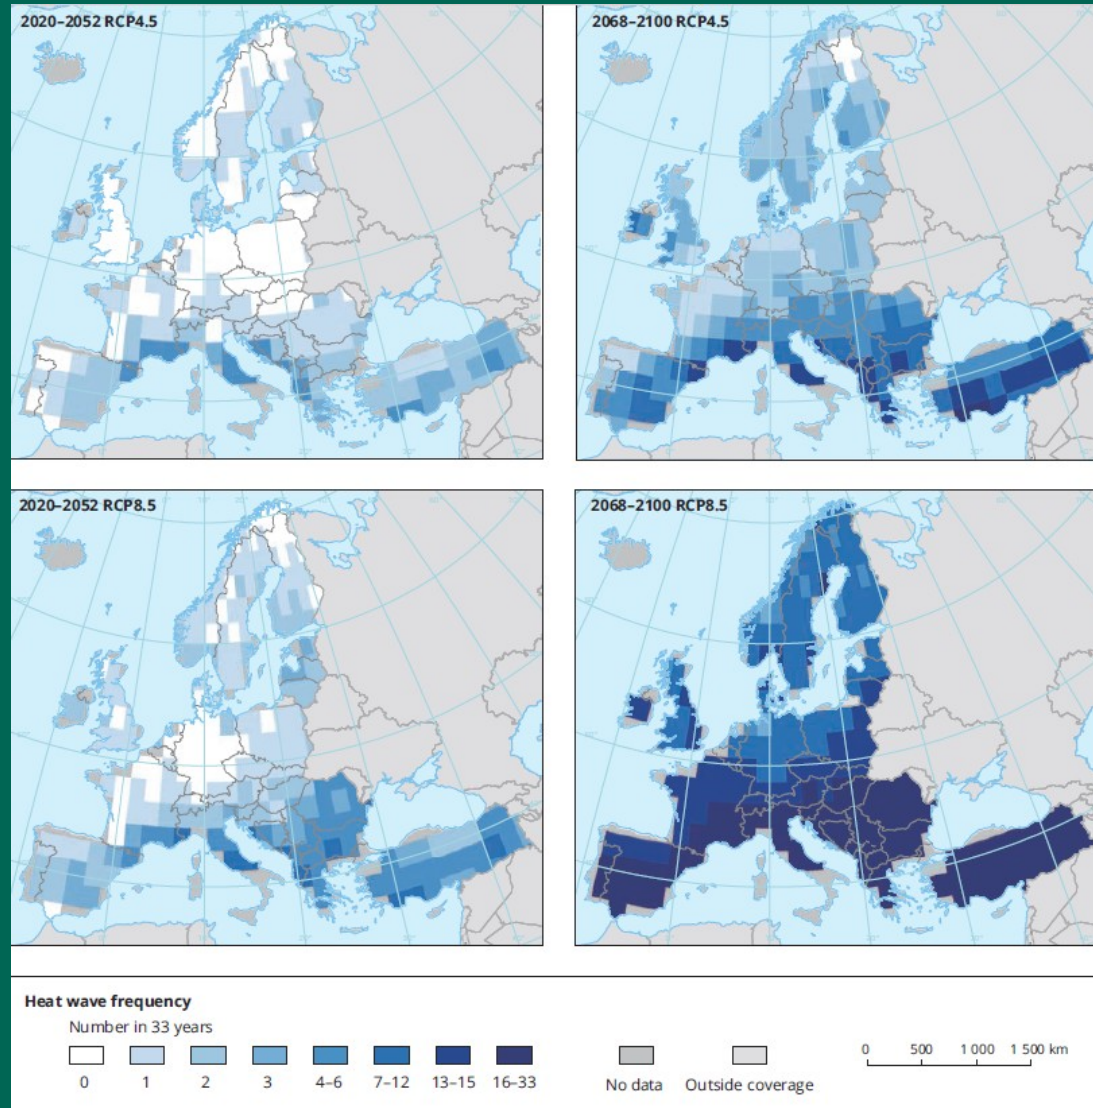 2020–2052 RCP4.5
2068–2100 RCP4.5
2020–2052 RCP8.5
2068–2100 RCP8.5
Heat wave frequency
Number in 33 years
0 1 2 3 4–6 7–12 13–15 16–33
No data Outside coverage
0 500 1 000 1 500 km